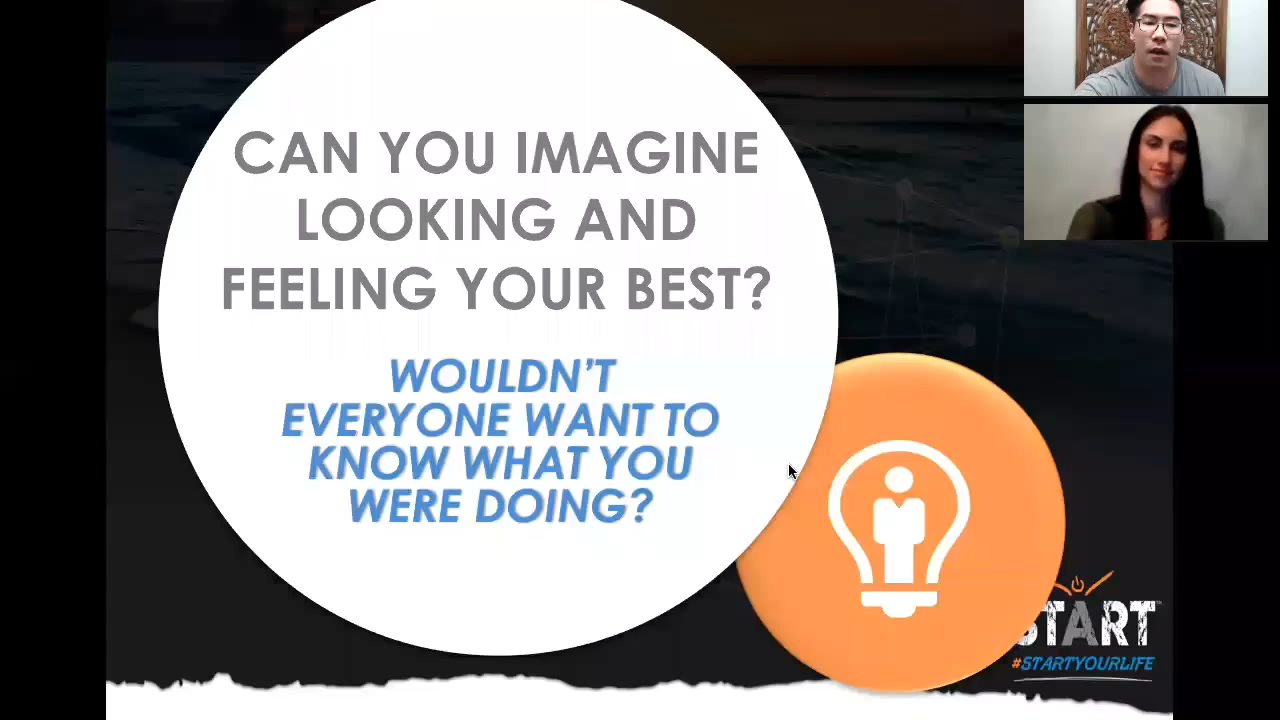 CAN YOU IMAGINE
LOOKING AND
FEELING YOUR BEST?
WOULDN'T
EVERYONE WANT TO
KNOW WHAT YOU
WERE DOING?
START
#STARTYOURLIFE